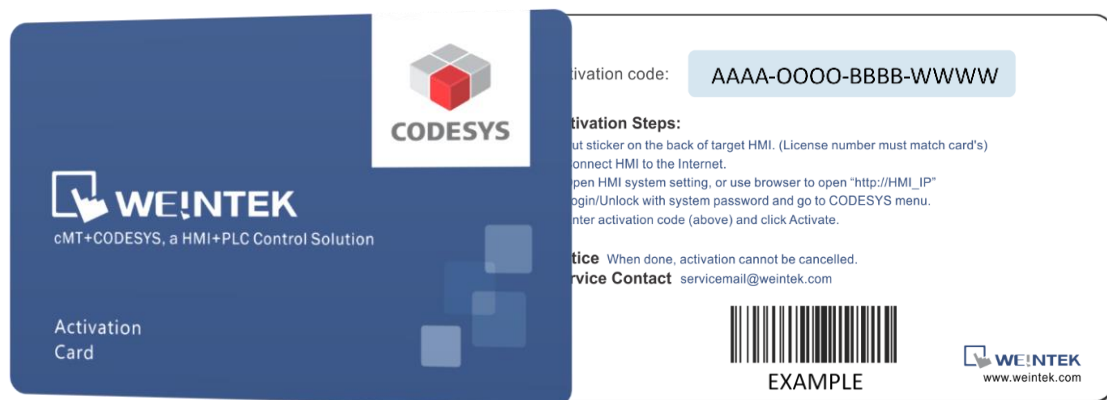 CODESYS
WEINTEK
cMT+CODESYS, a HMI+PLC Control Solution
Activation
Card
ivation code: AAAA-OOOO-BBBB-WWWW
tivation Steps:
ut sticker on the back of target HMI. (License number must match card's)
onnect HMI to the Internet.
pen HMI system setting, or use browser to open “http://HMI_IP”
ogin/Unlock with system password and go to CODESYS menu.
nter activation code (above) and click Activate.
tice When done, activation cannot be cancelled.
rvice Contact servicemail@weintek.com
EXAMPLE
WEINTEK
www.weintek.com